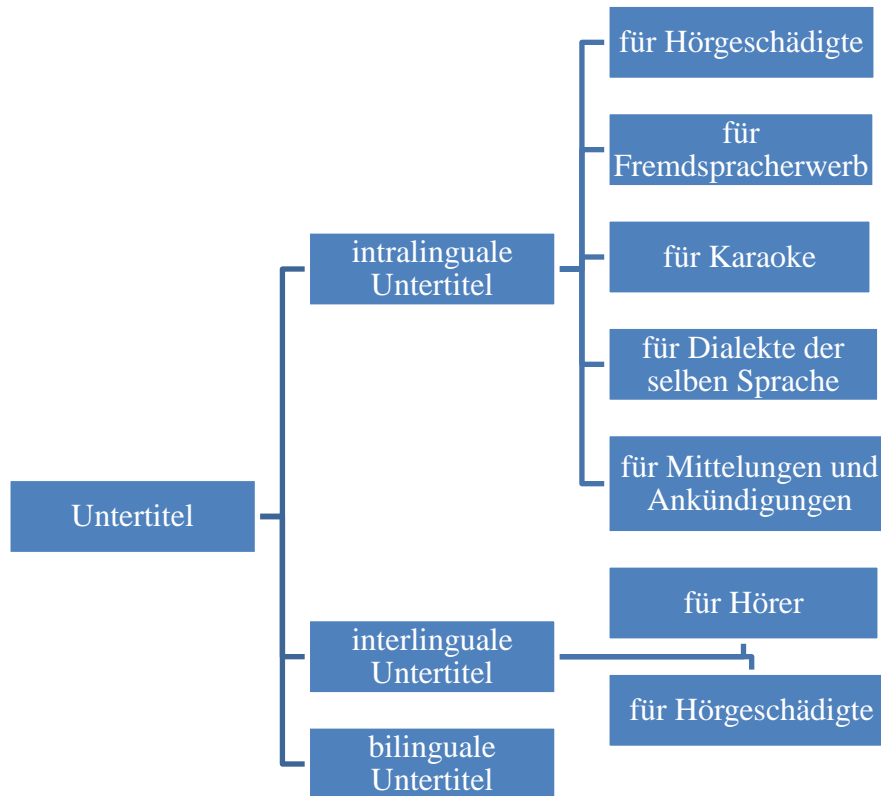 für Hörgeschädigte
für
Fremdspracherwerb
für Karaoke
für Dialekte der
selben Sprache
für Mittelungen und
Ankündigungen
intralinguale
Untertitel
Untertitel
interlinguale
Untertitel
für Hörer
für Hörgeschädigte
bilinguale
Untertitel